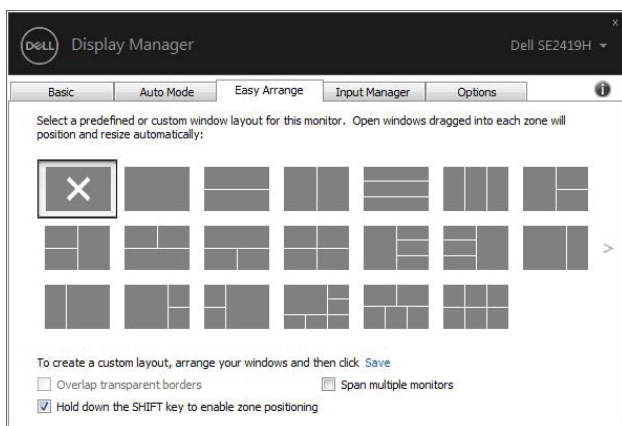 x
DELL Display Manager Dell SE2419H
Basic Auto Mode Easy Arrange Input Manager Options i
Select a predefined or custom window layout for this monitor. Open windows dragged into each zone will
position and resize automatically:
>
To create a custom layout, arrange your windows and then click Save
Overlap transparent borders Span multiple monitors
Hold down the SHIFT key to enable zone positioning